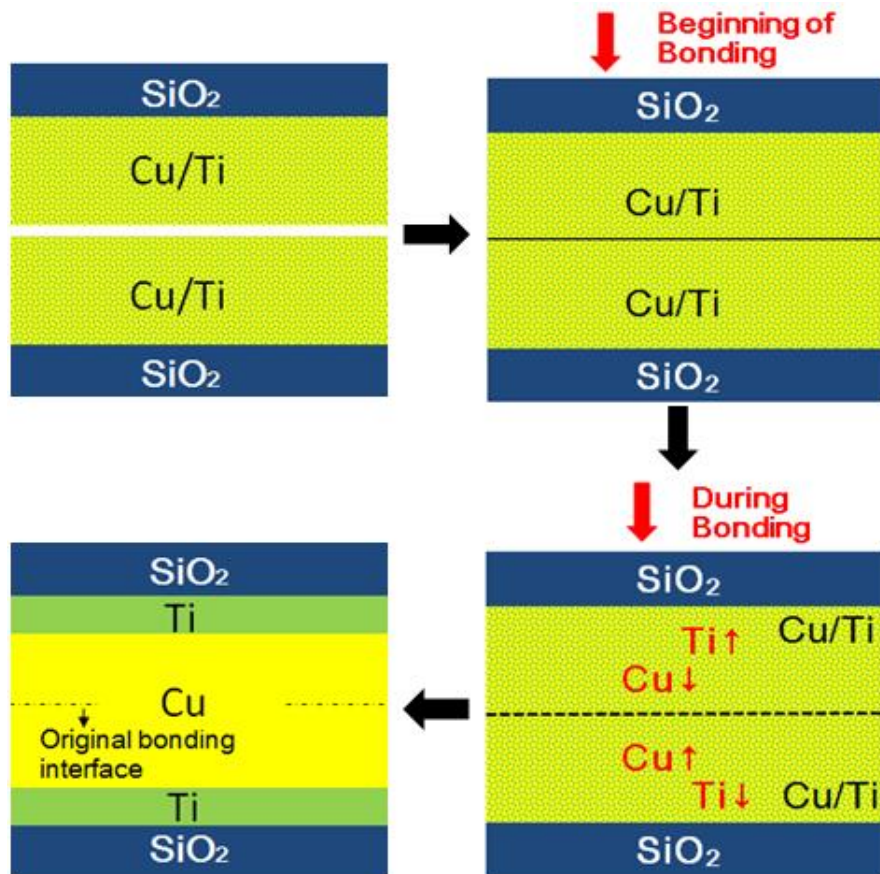 SiO₂
Cu/Ti
Cu/Ti
SiO₂
Beginning of
Bonding
SiO₂
Cu/Ti
Cu/Ti
SiO₂
During
Bonding
SiO₂
Ti↑
Cu/Ti
Cu↓
Cu↑
Ti↓
Cu/Ti
SiO₂
SiO₂
Ti
Cu
Original bonding
interface
Ti
SiO₂